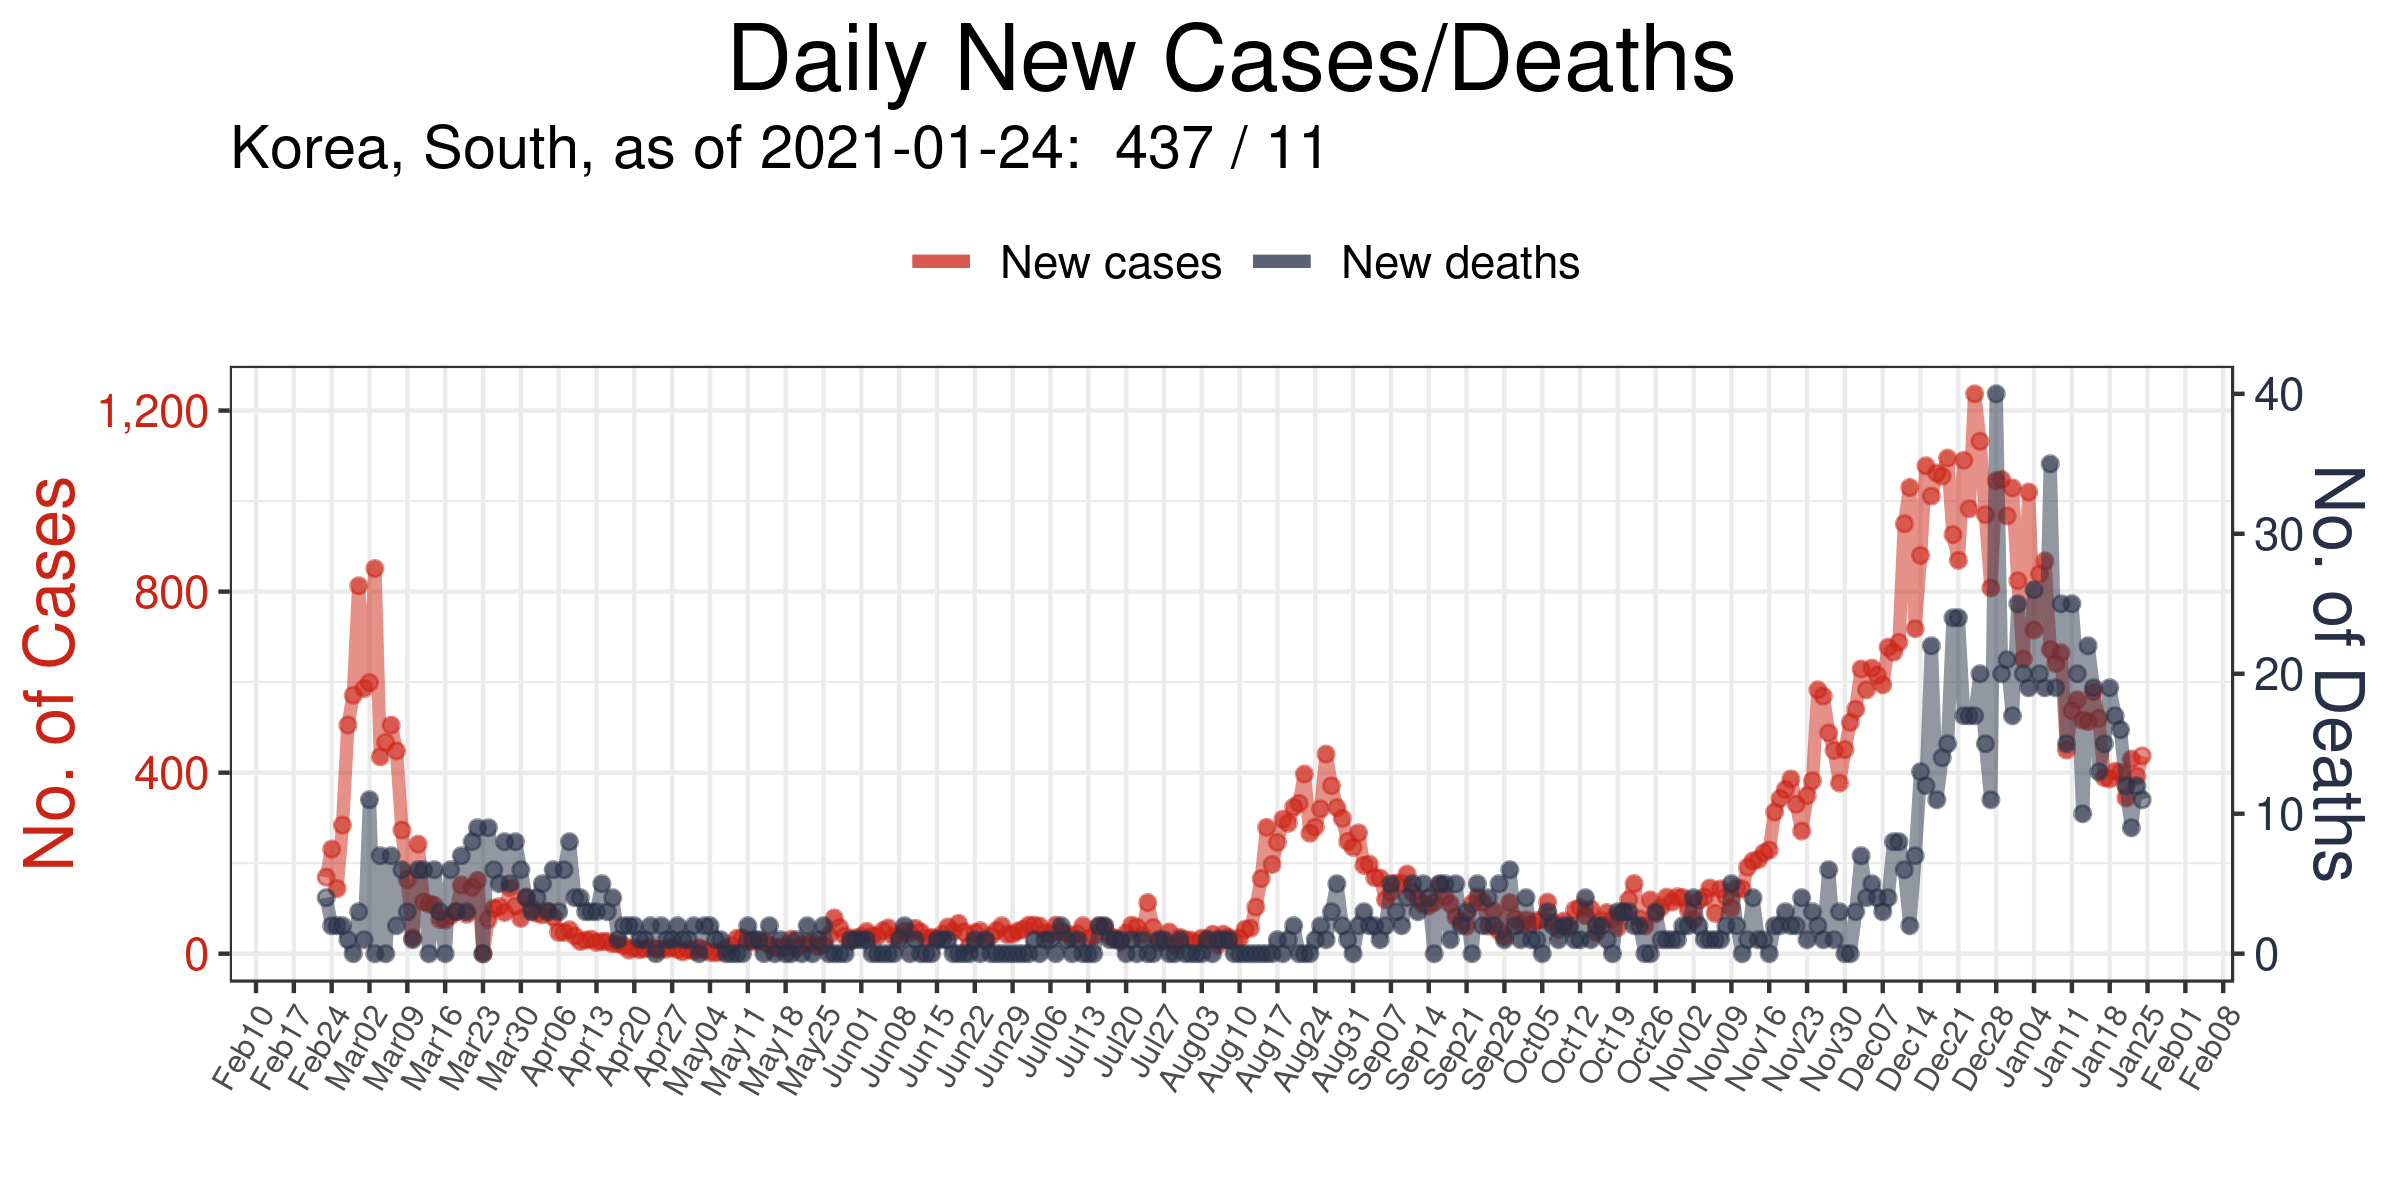 Daily New Cases/Deaths
Korea, South, as of 2021-01-24: 437 / 11
New cases
New deaths
No. of Cases
1,200
800
400
0
40
30
20
10
0
No. of Deaths
Feb10
Feb17
Feb24
Mar02
Mar09
Mar16
Mar23
Mar30
Apr06
Apr13
Apr20
Apr27
May04
May11
May18
May25
Jun01
Jun08
Jun15
Jun22
Jun29
Jul06
Jul13
Jul20
Jul27
Aug03
Aug10
Aug17
Aug24
Aug31
Sep07
Sep14
Sep21
Sep28
Oct05
Oct12
Oct19
Oct26
Nov02
Nov09
Nov16
Nov23
Nov30
Dec07
Dec14
Dec21
Dec28
Jan04
Jan11
Jan18
Jan25
Feb01
Feb08